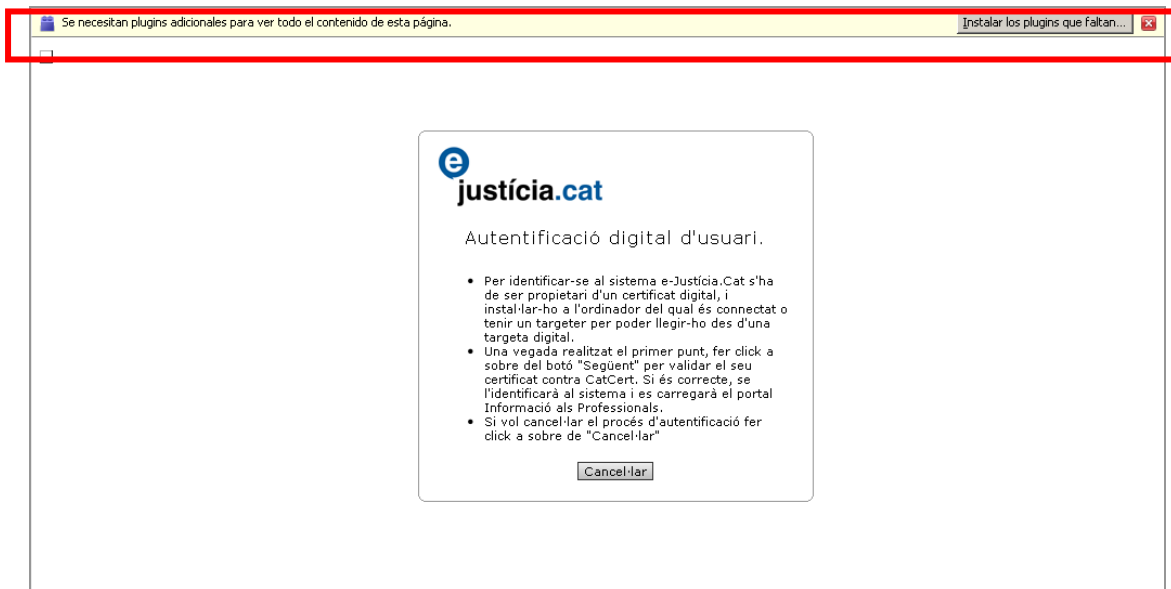 Se necesitan plugins adicionales para ver todo el contenido de esta página.
Instalar los plugins que faltan...
e
justícia.cat
Autentificació digital d'usuari.
• Per identificar-se al sistema e-Justícia.Cat s'ha
de ser propietari d'un certificat digital, i
instal·lar-ho a l'ordinador del qual és connectat o
tenir un targeter per poder llegir-ho des d'una
targeta digital.
• Una vegada realitzat el primer punt, fer click a
sobre del botó "Següent" per validar el seu
certificat contra CatCert. Si és correcte, se
l'identificarà al sistema i es carregarà el portal
Informació als Professionals.
• Si vol cancel·lar el procés d'autentificació fer
click a sobre de "Cancel·lar"
Cancel·lar